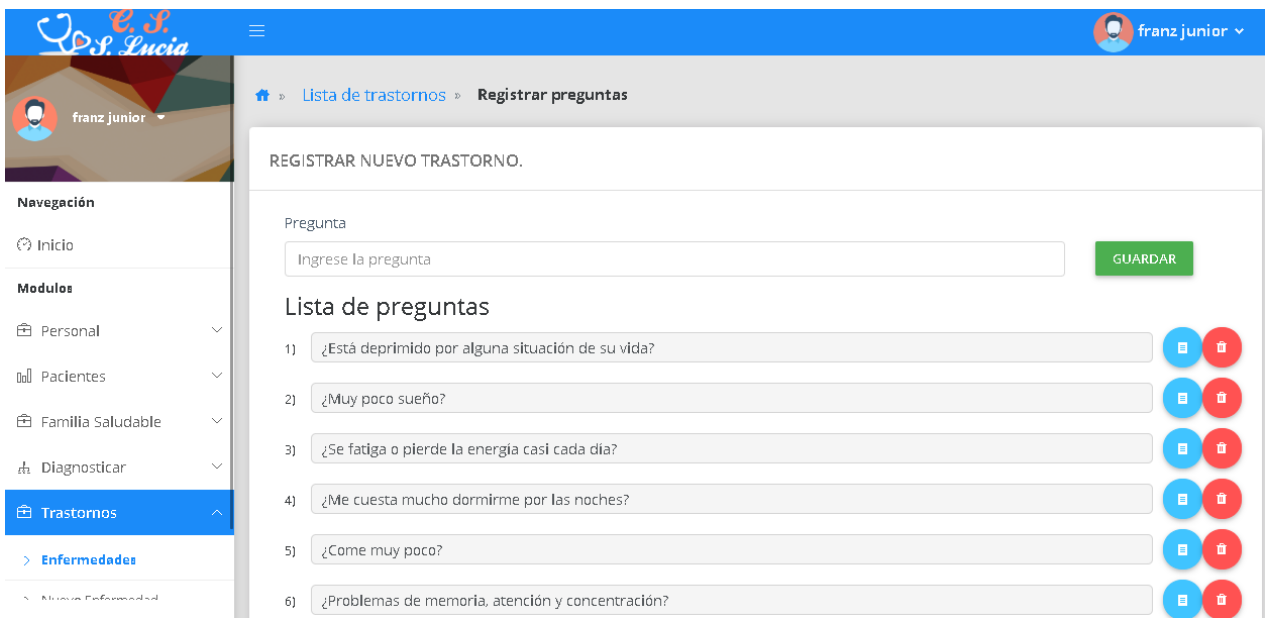 C. S.
S. Lucia
franz junior
franz junior
Lista de trastornos » Registrar preguntas
REGISTRAR NUEVO TRASTORNO.
Navegación
Inicio
Modulos
Personal
Pacientes
Familia Saludable
Diagnosticar
Trastornos
Enfermedades
Pregunta
Ingrese la pregunta
GUARDAR
Lista de preguntas
1) ¿Está deprimido por alguna situación de su vida?
2) ¿Muy poco sueño?
3) ¿Se fatiga o pierde la energía casi cada día?
4) ¿Me cuesta mucho dormirme por las noches?
5) ¿Come muy poco?
6) ¿Problemas de memoria, atención y concentración?